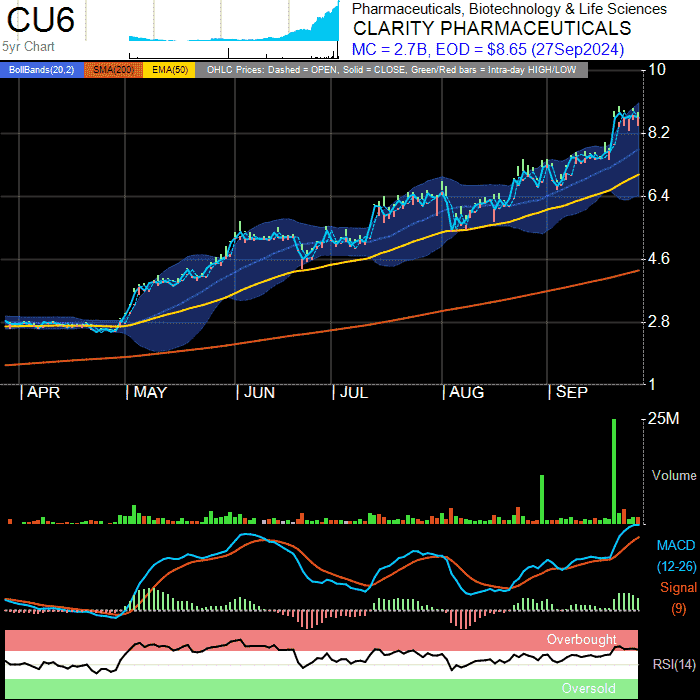 CU6
5yr Chart
Pharmaceuticals, Biotechnology & Life Sciences
CLARITY PHARMACEUTICALS
MC = 2.7B, EOD = $8.65 (27Sep2024)
BollBands(20,2) SMA(200) EMA(50) OHLC Prices: Dashed = OPEN, Solid = CLOSE, Green/Red bars = Intra-day HIGH/LOW
10
8.2
6.4
4.6
2.8
1
| APR | MAY | JUN | JUL | AUG | SEP
25M
Volume
MACD
(12-26)
Signal
(9)
Overbought
RSI(14)
Oversold